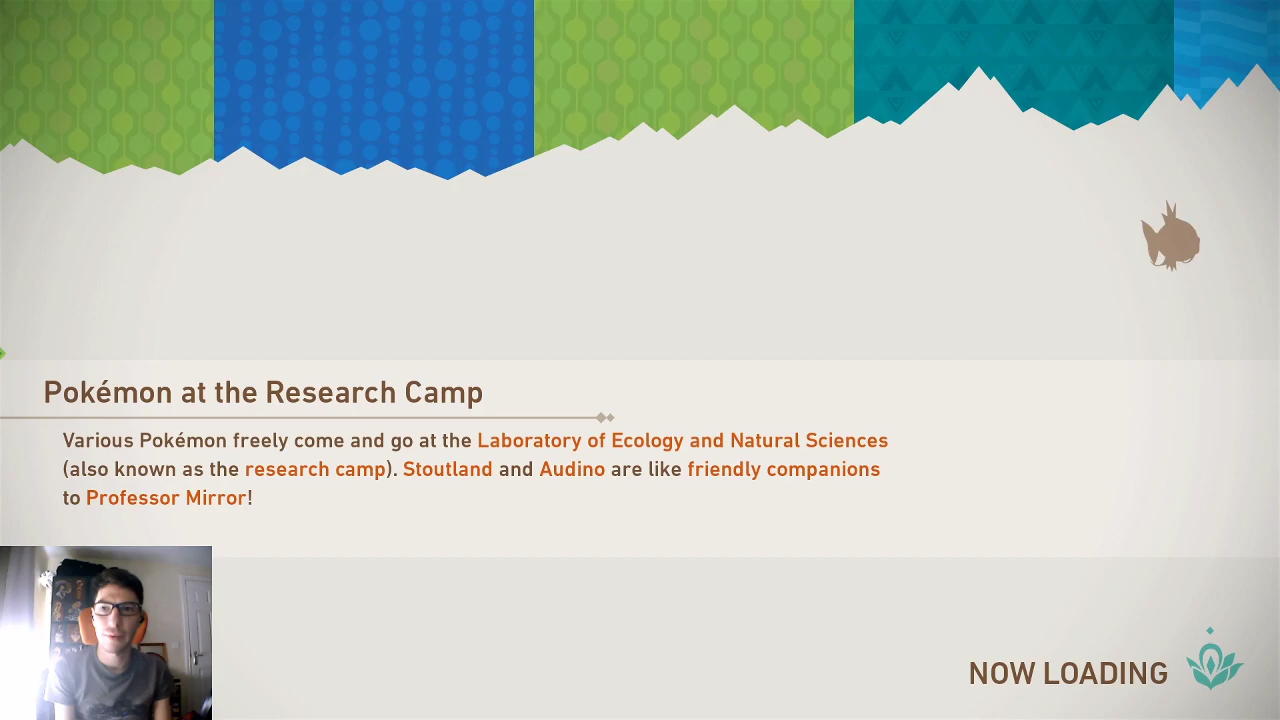 Pokémon at the Research Camp
Various Pokémon freely come and go at the Laboratory of Ecology and Natural Sciences
(also known as the research camp). Stoutland and Audino are like friendly companions
to Professor Mirror!
NOW LOADING